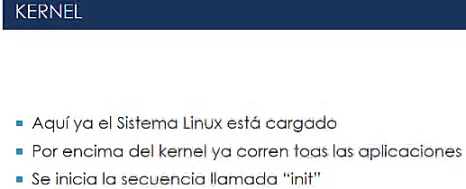 KERNEL
Aquí ya el Sistema Linux está cargado
Por encima del kernel ya corren toas las aplicaciones
Se inicia la secuencia llamada “init”